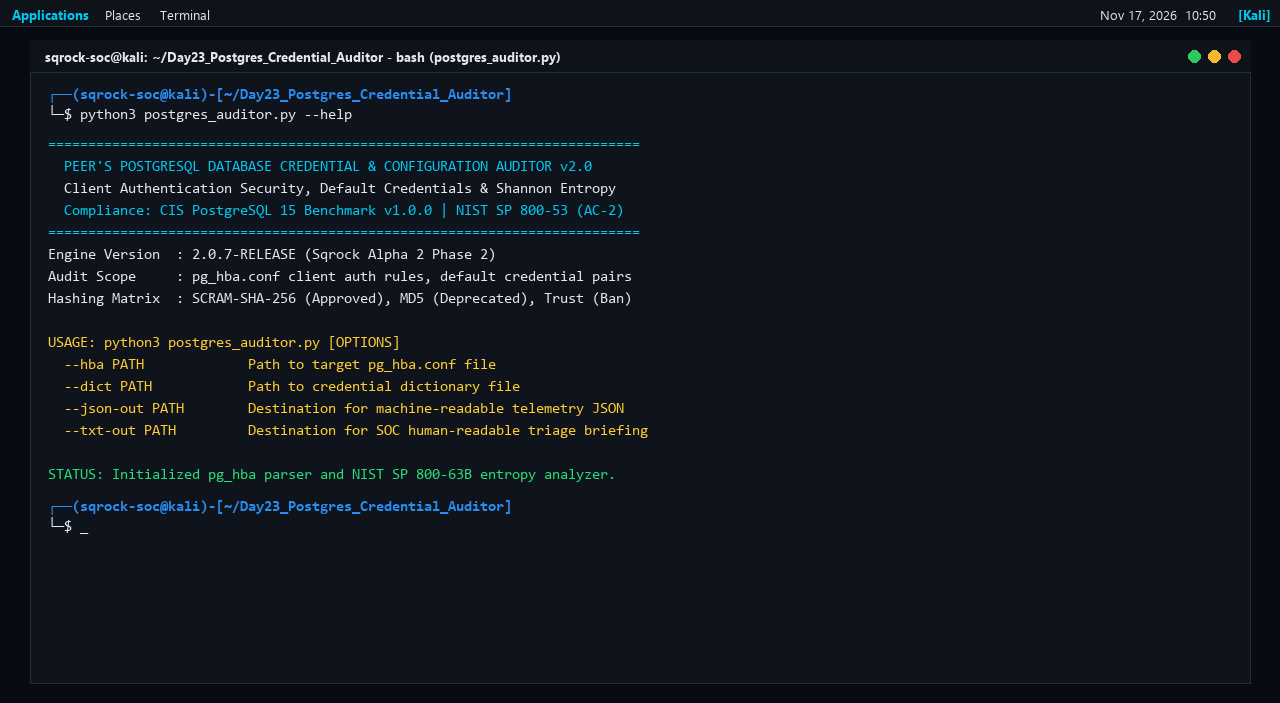 Applications Places Terminal Nov 17, 2026 10:50 [Kali]
sqrock-soc@kali: ~/Day23_Postgres_Credential_Auditor - bash (postgres_auditor.py)
┌──(sqrock-soc@kali)-[~/Day23_Postgres_Credential_Auditor]
└─$ python3 postgres_auditor.py --help
==========================================================================
PEER'S POSTGRESQL DATABASE CREDENTIAL & CONFIGURATION AUDITOR v2.0
Client Authentication Security, Default Credentials & Shannon Entropy
Compliance: CIS PostgreSQL 15 Benchmark v1.0.0 | NIST SP 800-53 (AC-2)
==========================================================================
Engine Version  : 2.0.7-RELEASE (Sqrock Alpha 2 Phase 2)
Audit Scope     : pg_hba.conf client auth rules, default credential pairs
Hashing Matrix  : SCRAM-SHA-256 (Approved), MD5 (Deprecated), Trust (Ban)
USAGE: python3 postgres_auditor.py [OPTIONS]
--hba PATH             Path to target pg_hba.conf file
--dict PATH            Path to credential dictionary file
--json-out PATH        Destination for machine-readable telemetry JSON
--txt-out PATH         Destination for SOC human-readable triage briefing
STATUS: Initialized pg_hba parser and NIST SP 800-63B entropy analyzer.
┌──(sqrock-soc@kali)-[~/Day23_Postgres_Credential_Auditor]
└─$ _